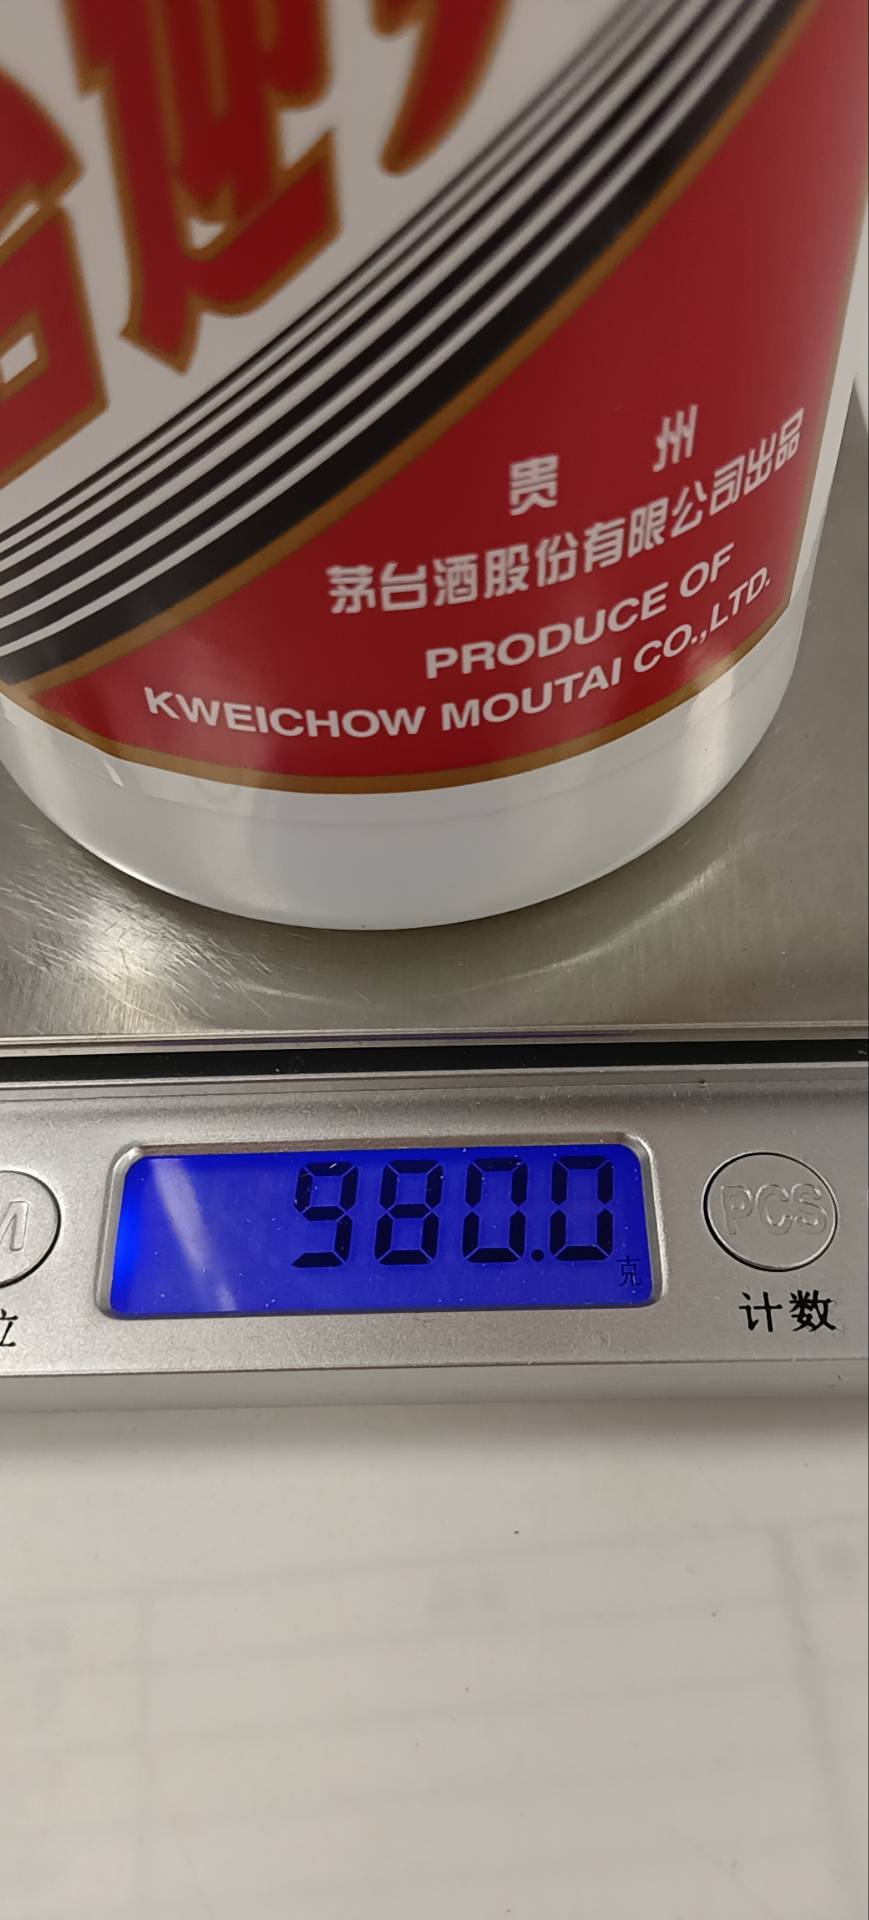 台
贵 州
茅台酒股份有限公司出品
PRODUCE OF
KWEICHOW MOUTAI CO.,LTD.
980.0
克
M
PCS
计数